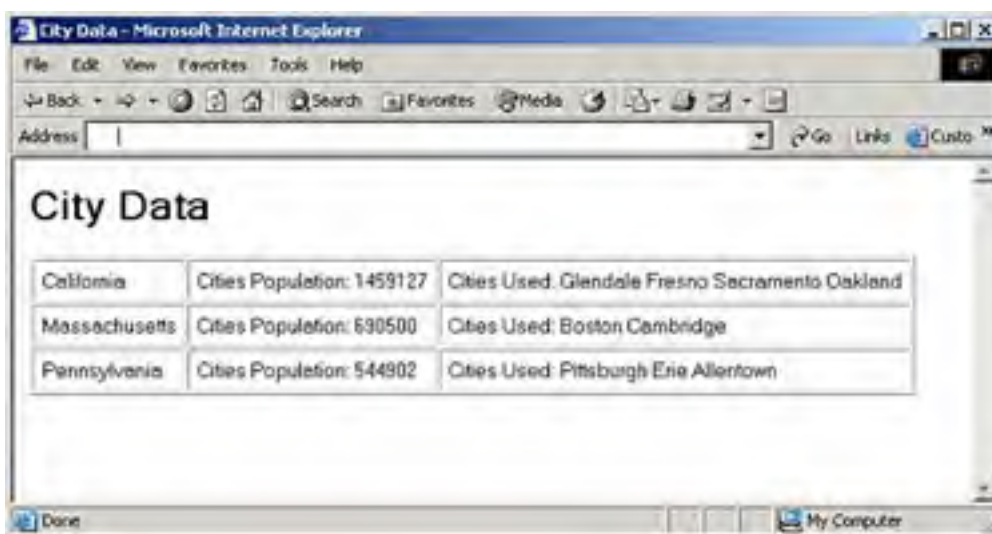 City Data - Microsoft Internet Explorer
File Edit View Favorites Tools Help
Back Search Favorites Media
Address Go Links Custo
City Data
California Cities Population: 1459127 Cities Used: Glendale Fresno Sacramento Oakland
Massachusetts Cities Population: 690500 Cities Used: Boston Cambridge
Pennsylvania Cities Population: 544902 Cities Used: Pittsburgh Erie Allentown
Done My Computer